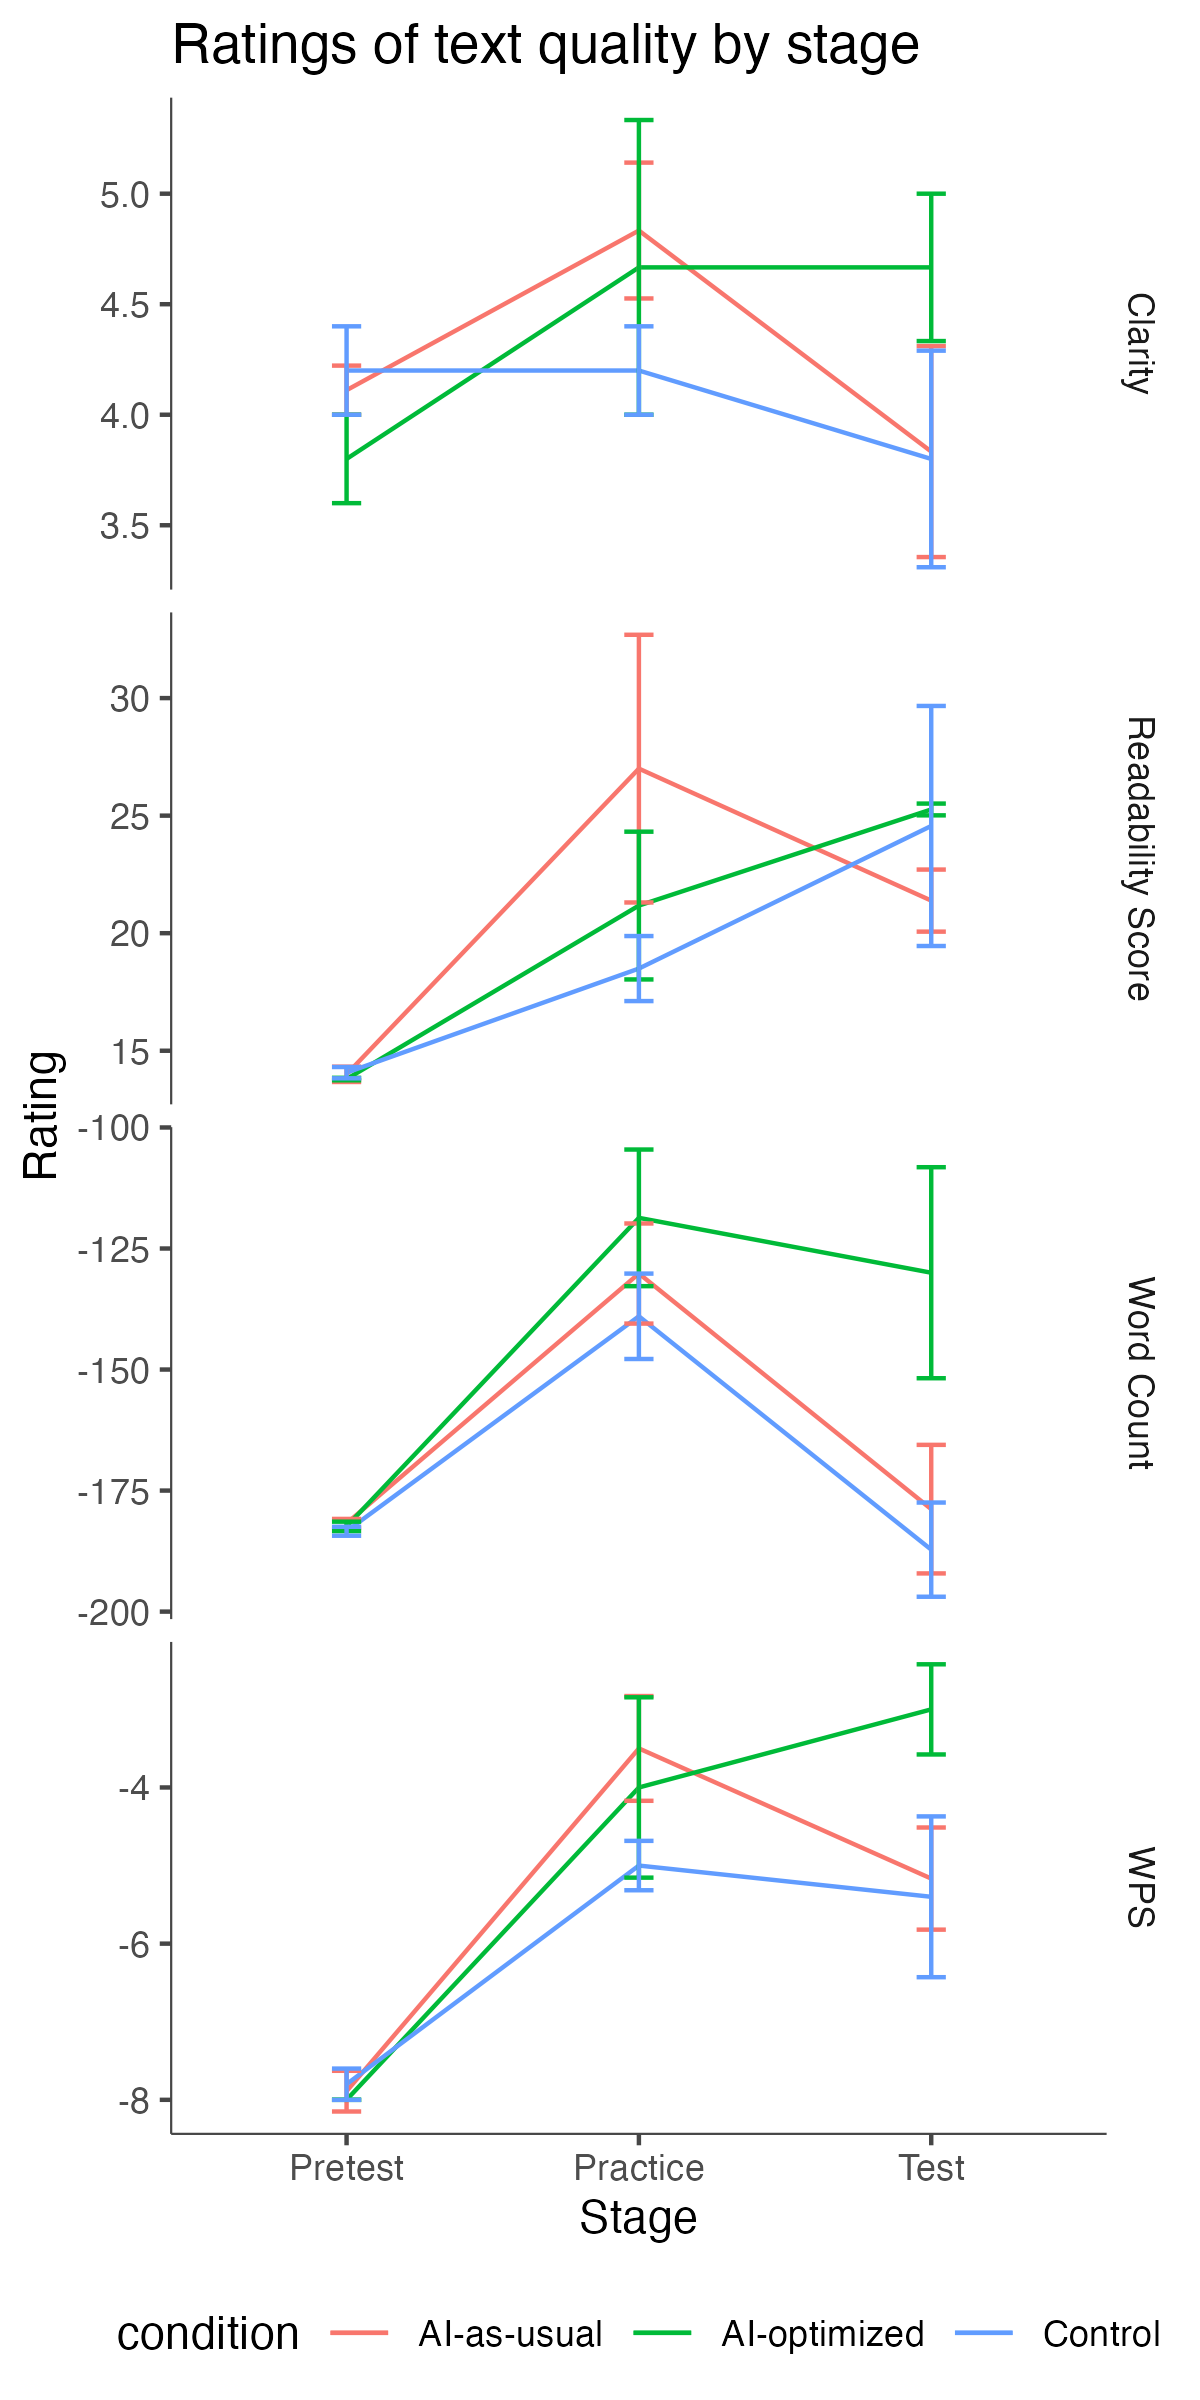 Ratings of text quality by stage
5.0
4.5
4.0
3.5
Clarity
30
25
20
15
Readability Score
Rating
-100
-125
-150
-175
-200
Word Count
-4
-6
-8
WPS
Pretest Practice Test
Stage
condition AI-as-usual AI-optimized Control